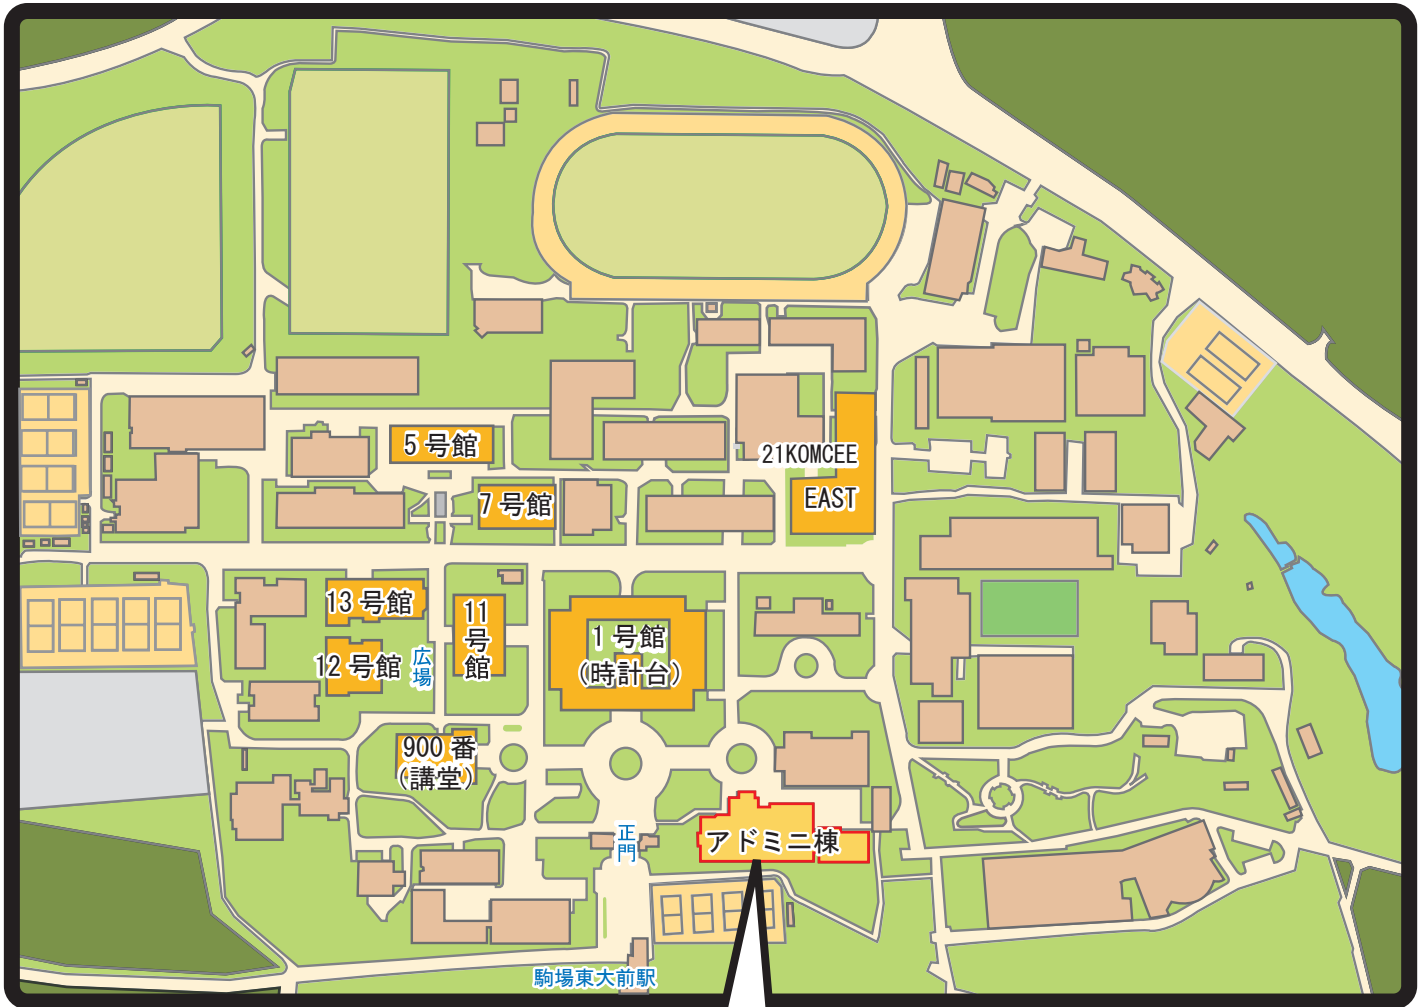 5号館
21KOMCEE
EAST
7号館
13号館
11
号
館
12号館
広
場
1号館
(時計台)
900番
(講堂)
正
門
アドミニ棟
駒場東大前駅